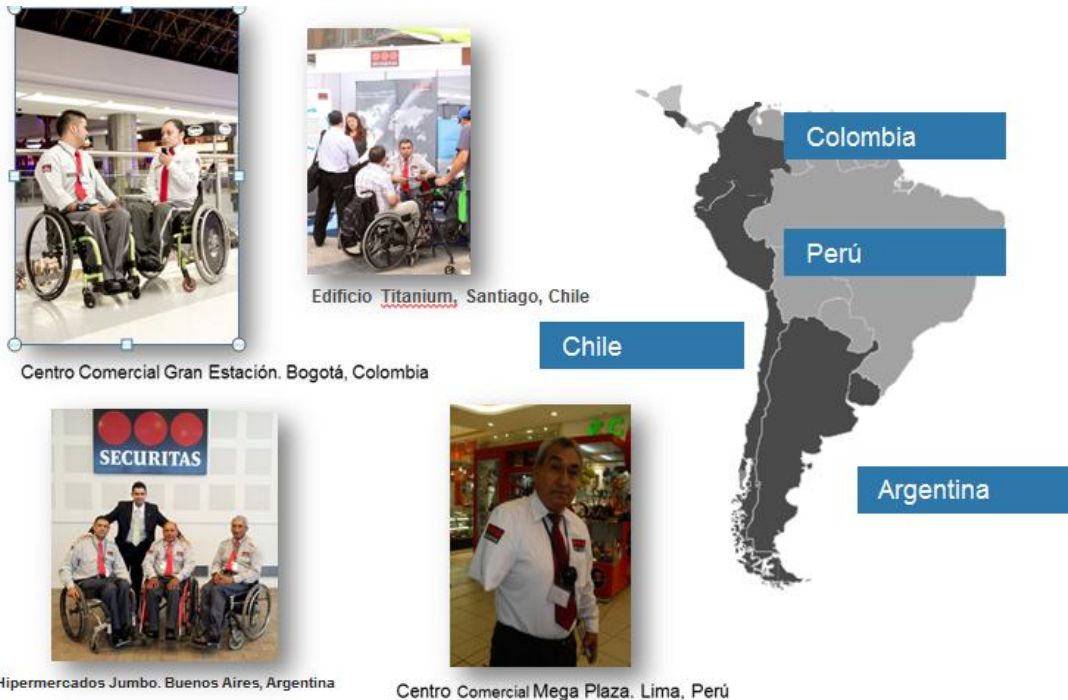 SECURITAS
Edificio Titanium, Santiago, Chile
Centro Comercial Gran Estación. Bogotá, Colombia
Colombia
Perú
Chile
Argentina
SECURITAS
Hipermercados Jumbo. Buenos Aires, Argentina
Centro Comercial Mega Plaza. Lima, Perú